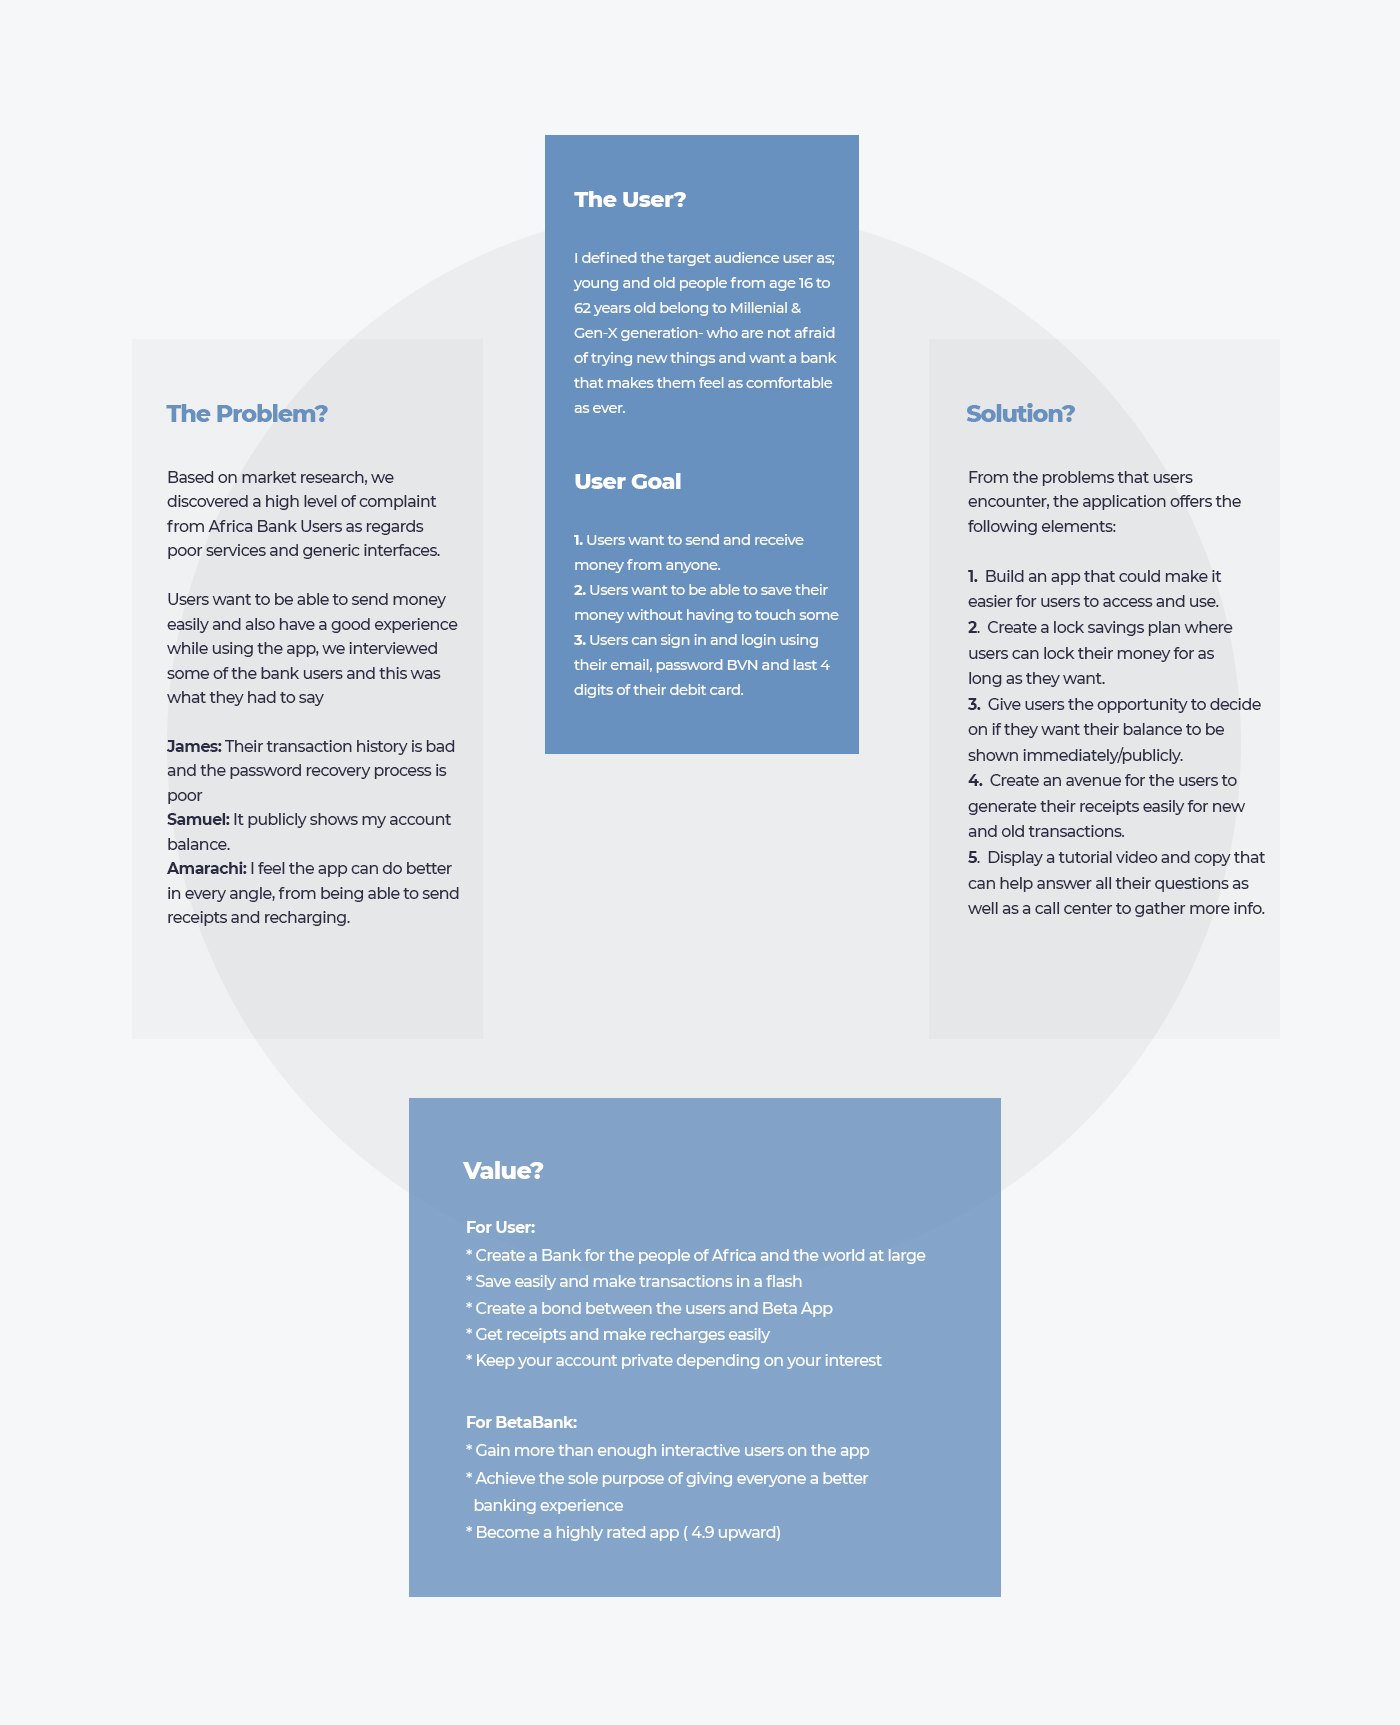 The User?
I defined the target audience user as;
young and old people from age 16 to
62 years old belong to Millenial &
Gen-X generation- who are not afraid
of trying new things and want a bank
that makes them feel as comfortable
as ever.
User Goal
1. Users want to send and receive
money from anyone.
2. Users want to be able to save their
money without having to touch some
3. Users can sign in and login using
their email, password BVN and last 4
digits of their debit card.
The Problem?
Based on market research, we
discovered a high level of complaint
from Africa Bank Users as regards
poor services and generic interfaces.
Users want to be able to send money
easily and also have a good experience
while using the app, we interviewed
some of the bank users and this was
what they had to say
James: Their transaction history is bad
and the password recovery process is
poor
Samuel: It publicly shows my account
balance.
Amarachi: I feel the app can do better
in every angle, from being able to send
receipts and recharging.
Solution?
From the problems that users
encounter, the application offers the
following elements:
1. Build an app that could make it
easier for users to access and use.
2. Create a lock savings plan where
users can lock their money for as
long as they want.
3. Give users the opportunity to decide
on if they want their balance to be
shown immediately/publicly.
4. Create an avenue for the users to
generate their receipts easily for new
and old transactions.
5. Display a tutorial video and copy that
can help answer all their questions as
well as a call center to gather more info.
Value?
For User:
* Create a Bank for the people of Africa and the world at large
* Save easily and make transactions in a flash
* Create a bond between the users and Beta App
* Get receipts and make recharges easily
* Keep your account private depending on your interest
For BetaBank:
* Gain more than enough interactive users on the app
* Achieve the sole purpose of giving everyone a better
banking experience
* Become a highly rated app ( 4.9 upward)